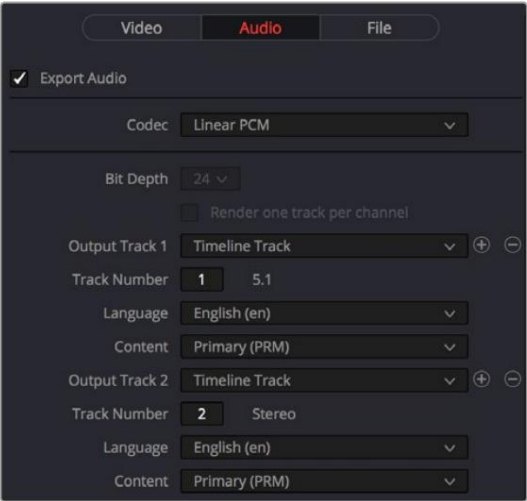 Video Audio File
Export Audio
Codec Linear PCM
Bit Depth 24
Render one track per channel
Output Track 1 Timeline Track
Track Number 1 5.1
Language English (en)
Content Primary (PRM)
Output Track 2 Timeline Track
Track Number 2 Stereo
Language English (en)
Content Primary (PRM)